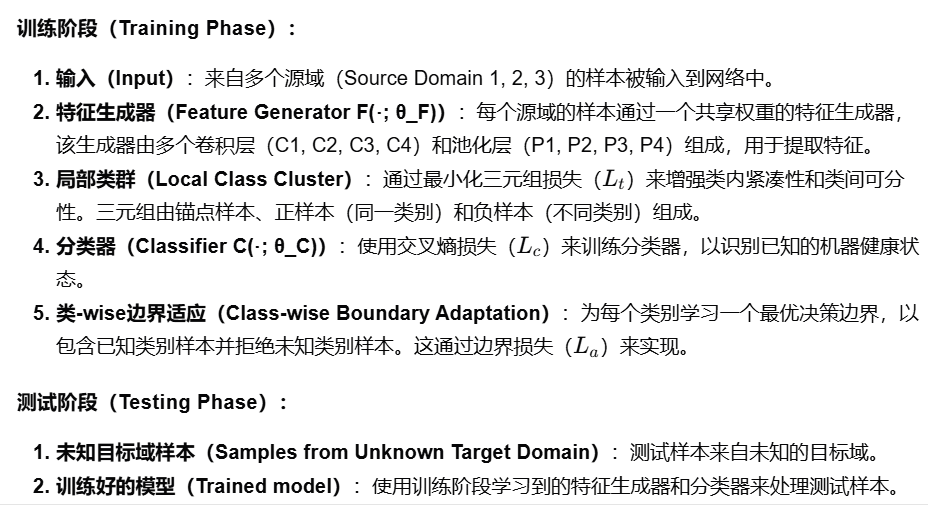 训练阶段（Training Phase）：
1. 输入（Input）：来自多个源域（Source Domain 1, 2, 3）的样本被输入到网络中。
2. 特征生成器（Feature Generator F(·; θ_F)）：每个源域的样本通过一个共享权重的特征生成器，
该生成器由多个卷积层（C1, C2, C3, C4）和池化层（P1, P2, P3, P4）组成，用于提取特征。
3. 局部类群（Local Class Cluster）：通过最小化三元组损失（L_t）来增强类内紧凑性和类间可分
性。三元组由锚点样本、正样本（同一类别）和负样本（不同类别）组成。
4. 分类器（Classifier C(·; θ_C)）：使用交叉熵损失（L_c）来训练分类器，以识别已知的机器健康状
态。
5. 类-wise边界适应（Class-wise Boundary Adaptation）：为每个类别学习一个最优决策边界，以
包含已知类别样本并拒绝未知类别样本。这通过边界损失（L_a）来实现。
测试阶段（Testing Phase）：
1. 未知目标域样本（Samples from Unknown Target Domain）：测试样本来自未知的目标域。
2. 训练好的模型（Trained model）：使用训练阶段学习到的特征生成器和分类器来处理测试样本。